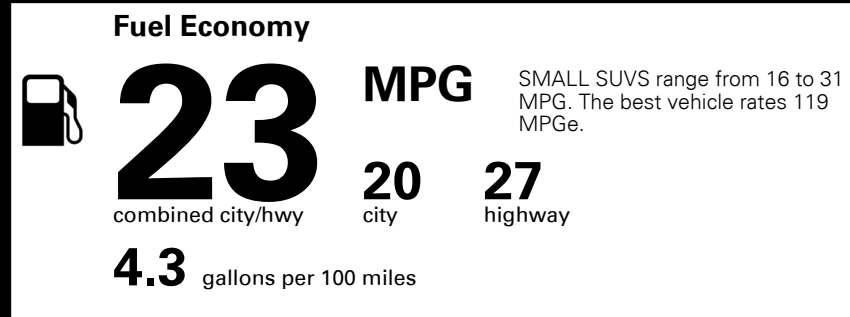 Fuel Economy
23
MPG
SMALL SUVS range from 16 to 31
MPG. The best vehicle rates 119
MPGe.
20
27
combined city/hwy
city
highway
4.3 gallons per 100 miles